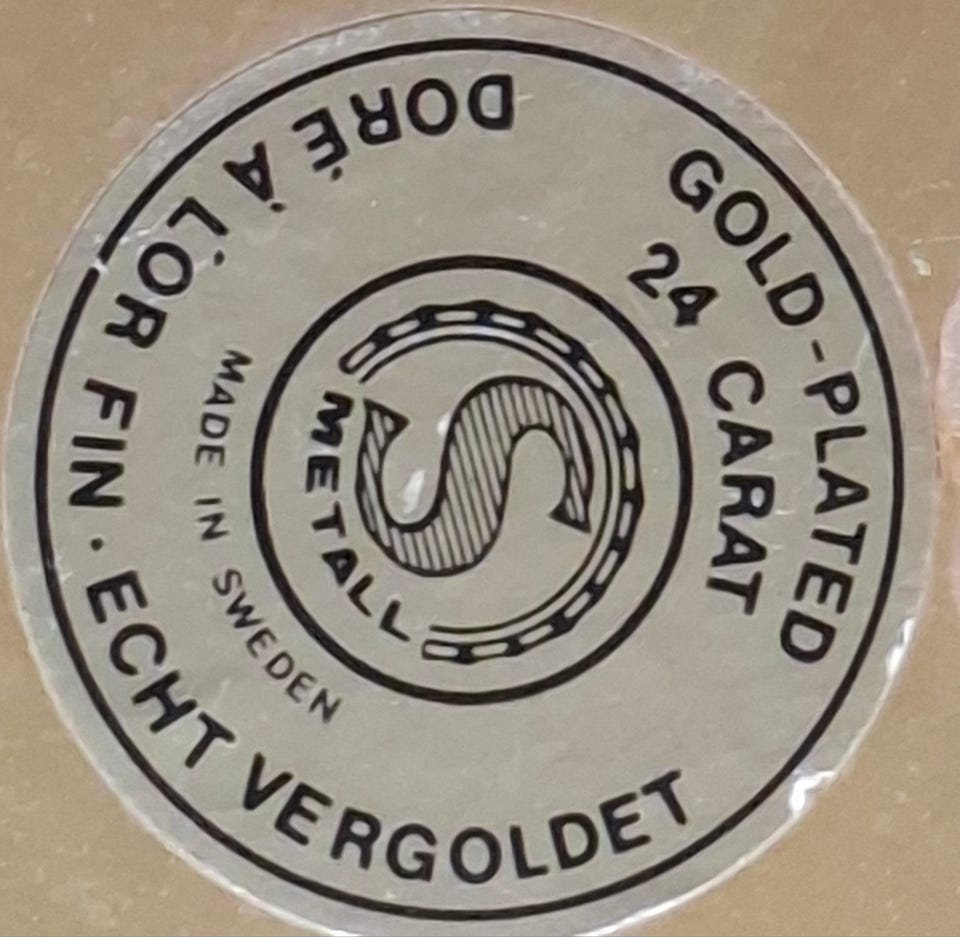 GOLD-PLATED
24 CARAT
DORÉ À L'OR FIN . ECHT VERGOLDET
MADE IN SWEDEN
S
METALL